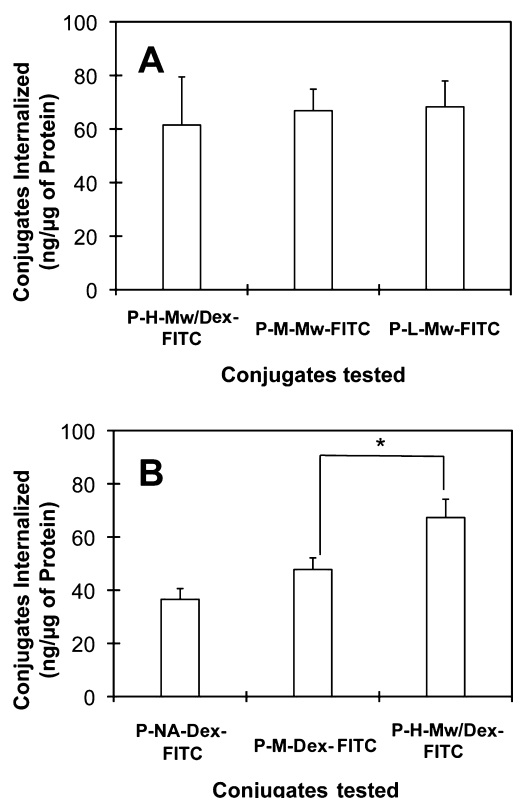 A
Conjugates Internalized
(ng/µg of Protein)
100
80
60
40
20
0
P-H-Mw/Dex-
FITC
P-M-Mw-FITC
P-L-Mw-FITC
Conjugates tested
B
Conjugates Internalized
(ng/µg of Protein)
100
80
60
40
20
0
*
P-NA-Dex-
FITC
P-M-Dex-FITC
P-H-Mw/Dex-
FITC
Conjugates tested